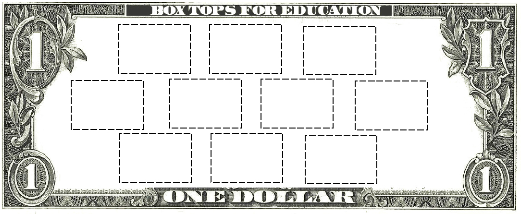 BOX TOPS FOR EDUCATION
1 1
1 1
ONE DOLLAR